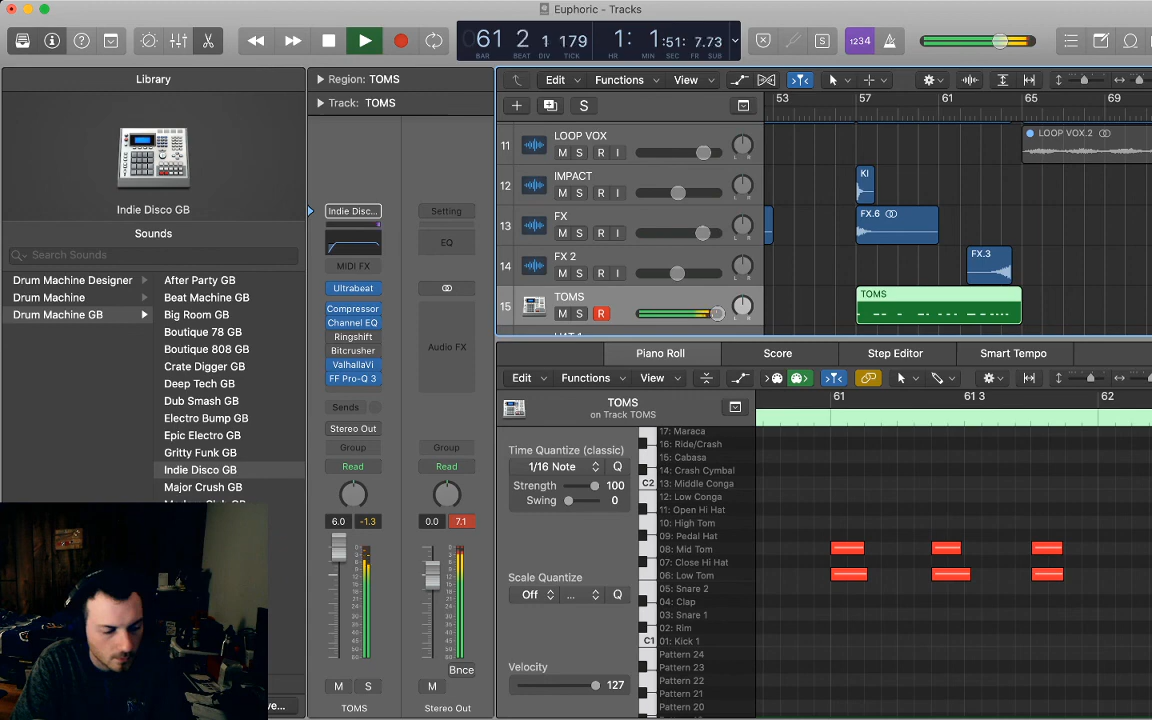 Euphoric - Tracks
61 2 1 179
BAR BEAT DIV TICK
1: 1:51: 7.73
MIN SEC FR SUB
S
1234
Library
Indie Disco GB
Sounds
Search Sounds
Drum Machine Designer
Drum Machine
Drum Machine GB
After Party GB
Beat Machine GB
Big Room GB
Boutique 78 GB
Boutique 808 GB
Crate Digger GB
Deep Tech GB
Dub Smash GB
Electro Bump GB
Epic Electro GB
Gritty Funk GB
Indie Disco GB
Major Crush GB
ve...
Region: TOMS
Track: TOMS
Indie Disc...
MIDI FX
Ultrabeat
Compressor
Channel EQ
Ringshift
Bitcrusher
ValhallaVi
FF Pro-Q 3
Sends
Stereo Out
Group
Read
6.0 -1.3
M S
TOMS
Setting
EQ
Audio FX
Group
Read
0.0 7.1
Bnce
M
Stereo Out
Edit Functions View
S
53 57 61 65 69
11 LOOP VOX
M S R I
12 IMPACT
M S R I
13 FX
M S R I
14 FX 2
M S R I
15 TOMS
M S R
LOOP VOX.2
KI
FX.6
FX.3
TOMS
Piano Roll Score Step Editor Smart Tempo
Edit Functions View
TOMS
on Track TOMS
61 61 3 62
Time Quantize (classic)
1/16 Note Q
Strength 100
Swing 0
Scale Quantize
Off ... Q
Velocity
127
C2
C1
17: Maraca
16: Ride/Crash
15: Cabasa
14: Crash Cymbal
13: Middle Conga
12: Low Conga
11: Open Hi Hat
10: High Tom
09: Pedal Hat
08: Mid Tom
07: Close Hi Hat
06: Low Tom
05: Snare 2
04: Clap
03: Snare 1
02: Rim
01: Kick 1
Pattern 24
Pattern 23
Pattern 22
Pattern 21
Pattern 20